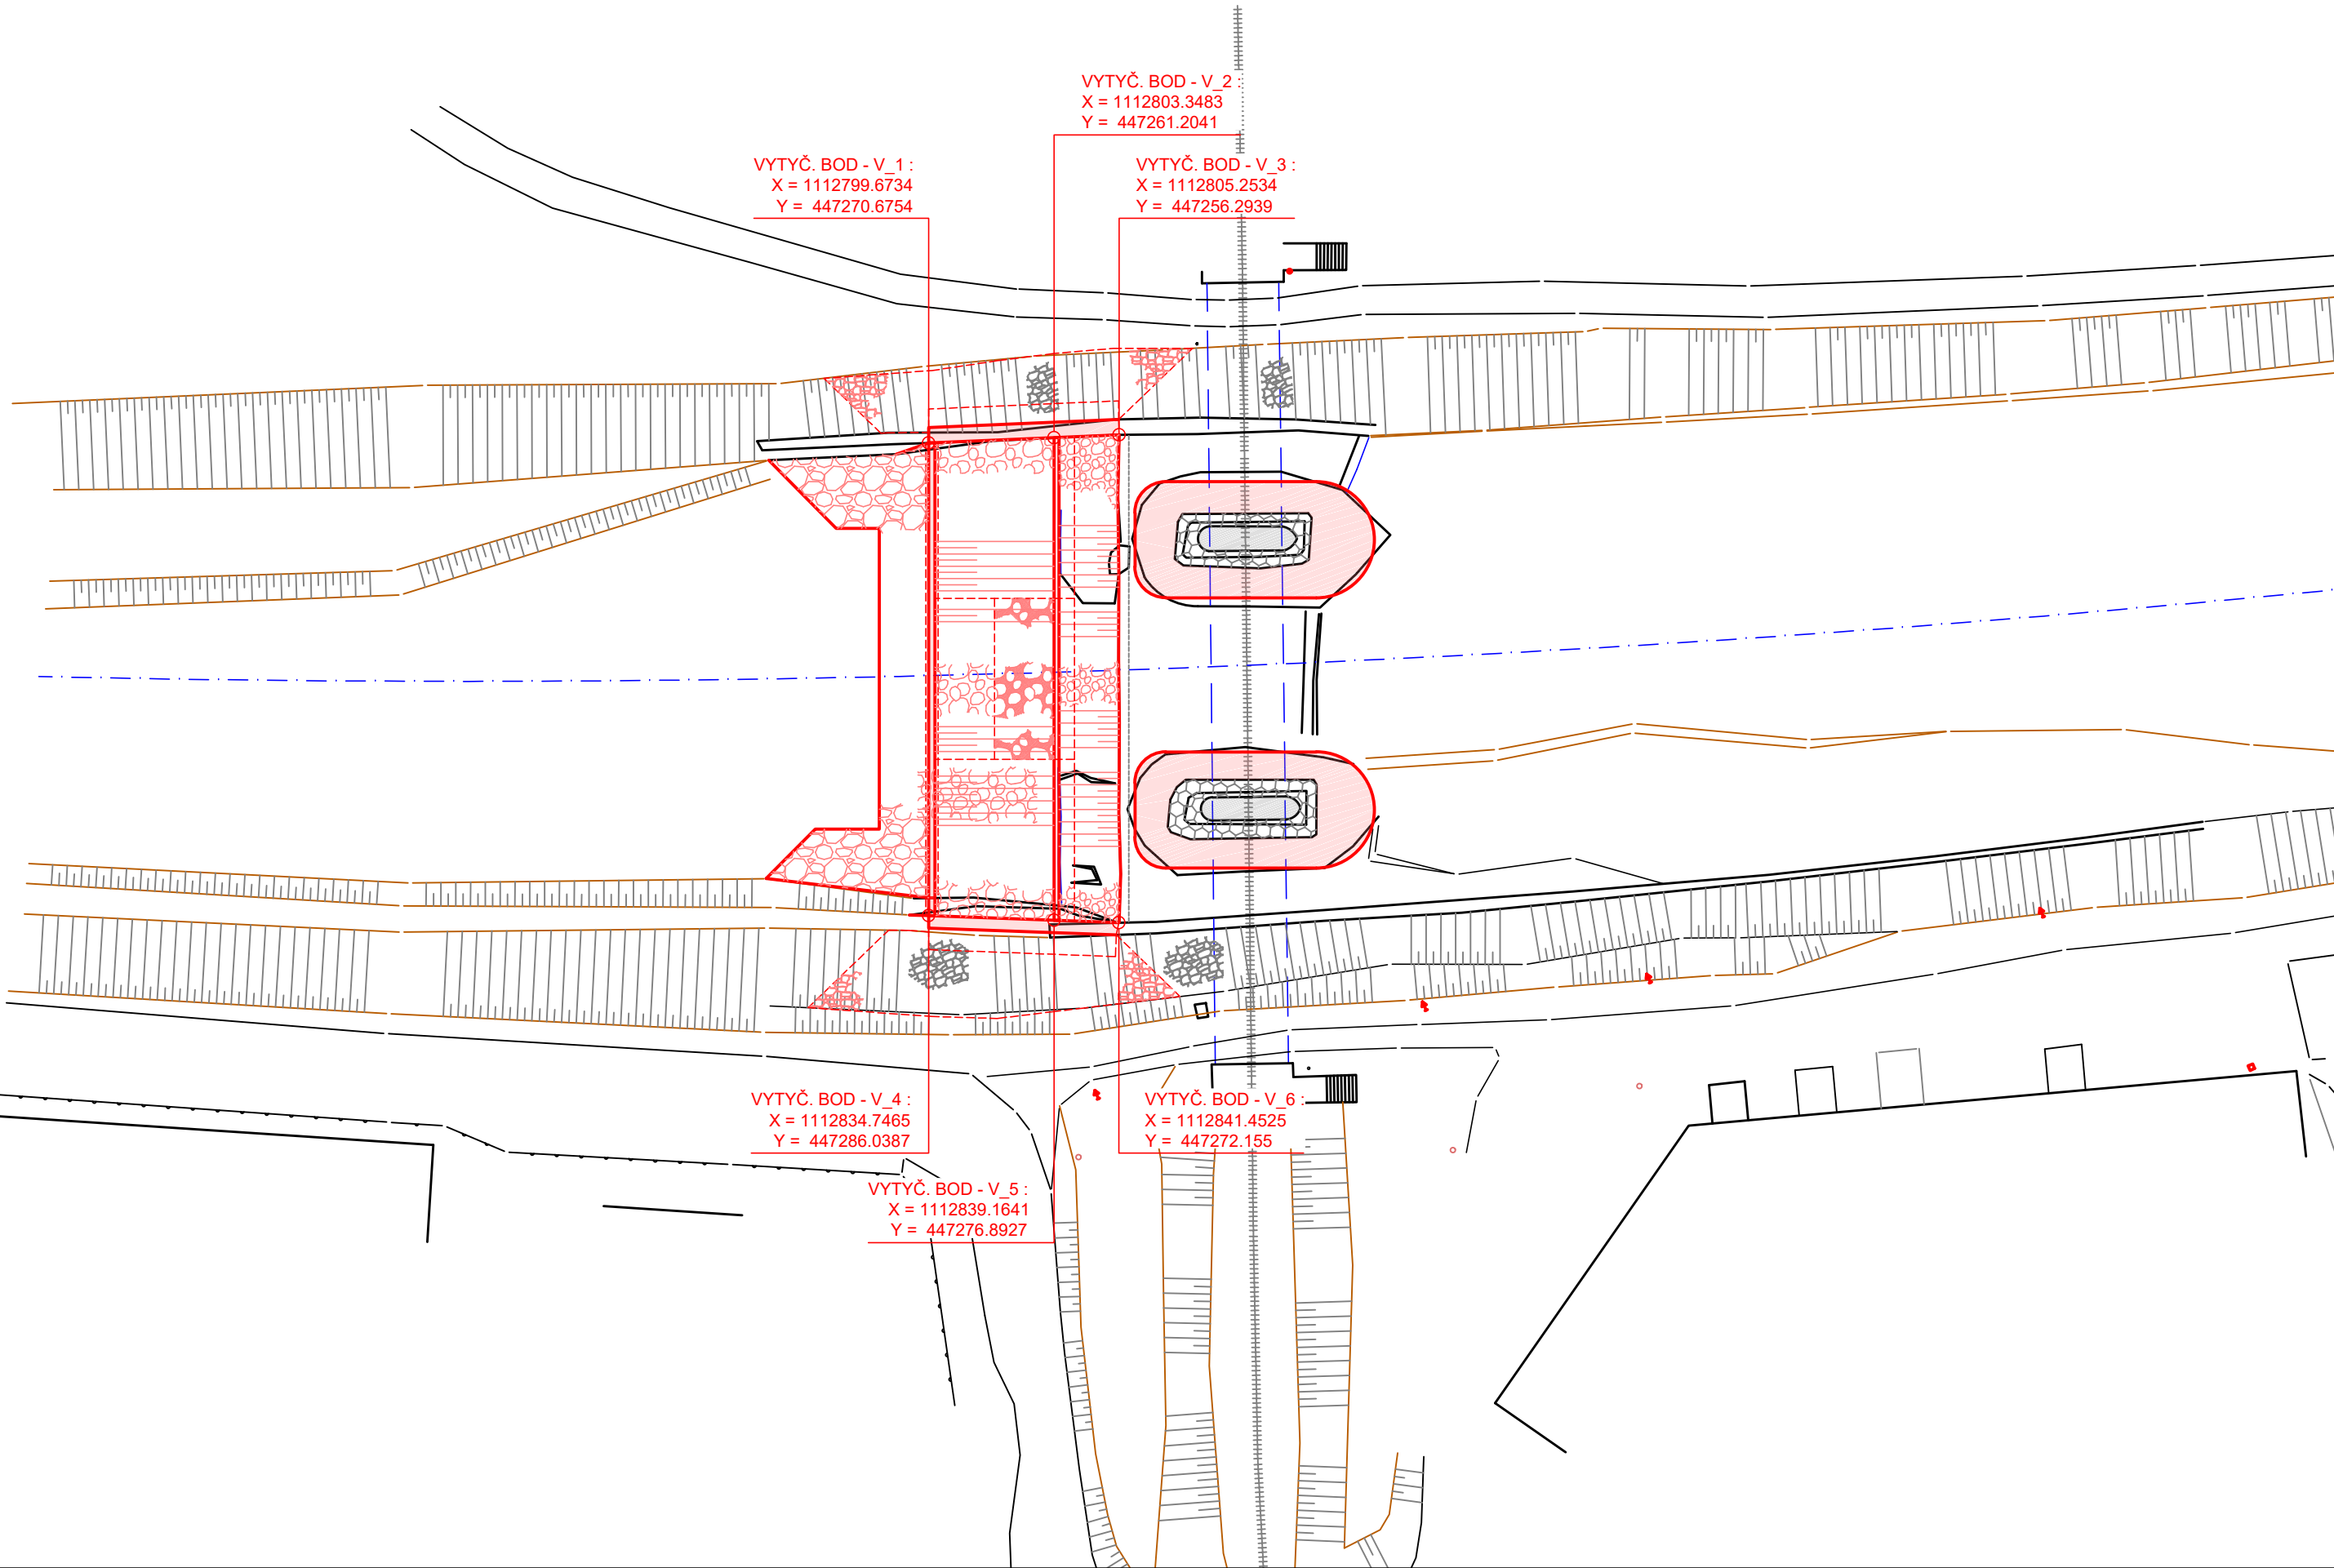 VYTYČ. BOD - V_2 :
X = 1112803.3483
Y = 447261.2041
VYTYČ. BOD - V_1 :
X = 1112799.6734
Y = 447270.6754
VYTYČ. BOD - V_3 :
X = 1112805.2534
Y = 447256.2939
VYTYČ. BOD - V_4 :
X = 1112834.7465
Y = 447286.0387
VYTYČ. BOD - V_6 :
X = 1112841.4525
Y = 447272.155
VYTYČ. BOD - V_5 :
X = 1112839.1641
Y = 447276.8927